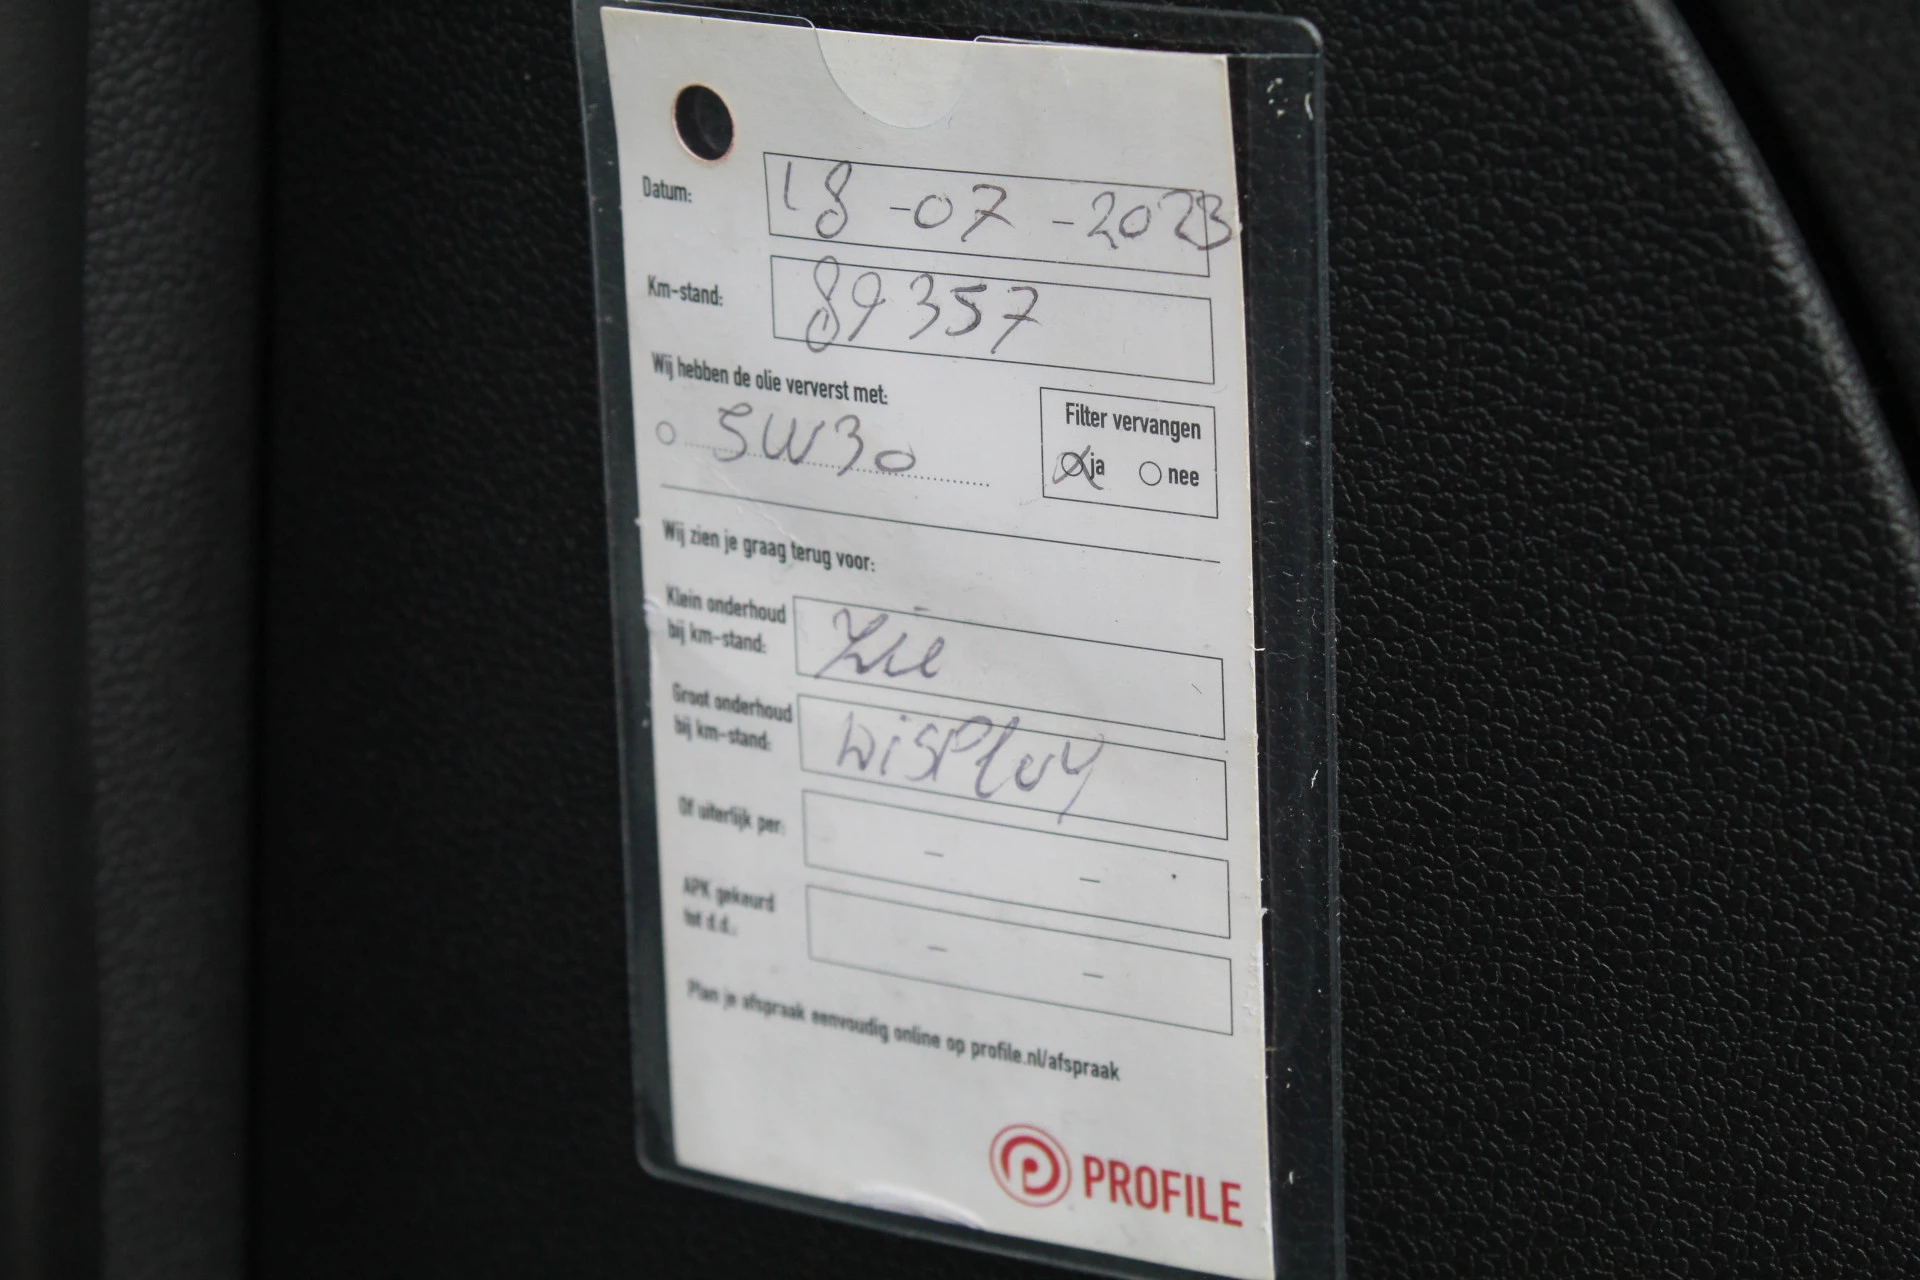 Datum: 18-07-2023
Km-stand: 89357
Wij hebben de olie ververst met:
5W30
Filter vervangen
ja nee
Wij zien je graag terug voor:
Klein onderhoud
bij km-stand: Zie
Groot onderhoud
bij km-stand: DisPlay
Of uiterlijk per: - -
APK gekeurd
tot d.d.: - -
Plan je afspraak eenvoudig online op profile.nl/afspraak
PROFILE